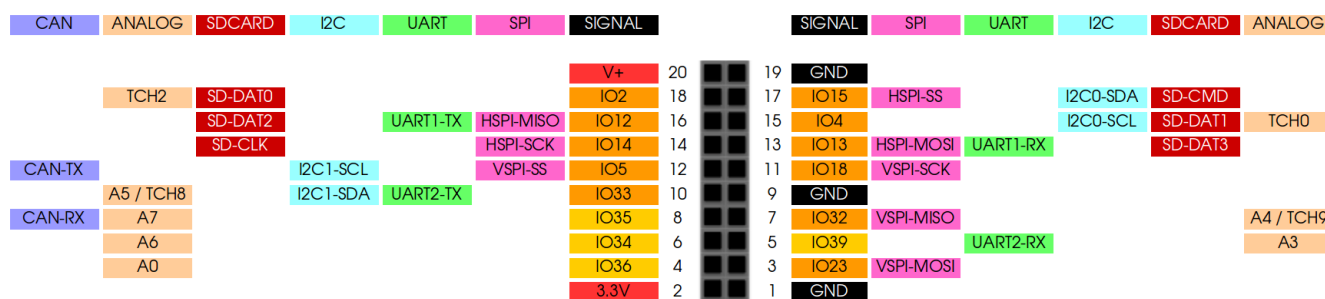 CAN ANALOG SDCARD I2C UART SPI SIGNAL SIGNAL SPI UART I2C SDCARD ANALOG
V+ 20 19 GND
TCH2 SD-DAT0 IO2 18 17 IO15 HSPI-SS I2C0-SDA SD-CMD
SD-DAT2 UART1-TX HSPI-MISO IO12 16 15 IO4 I2C0-SCL SD-DAT1 TCH0
SD-CLK HSPI-SCK IO14 14 13 IO13 HSPI-MOSI UART1-RX SD-DAT3
CAN-TX I2C1-SCL VSPI-SS IO5 12 11 IO18 VSPI-SCK
A5 / TCH8 I2C1-SDA UART2-TX IO33 10 9 GND
CAN-RX A7 IO35 8 7 IO32 VSPI-MISO A4 / TCH9
A6 IO34 6 5 IO39 UART2-RX A3
A0 IO36 4 3 IO23 VSPI-MOSI
3.3V 2 1 GND